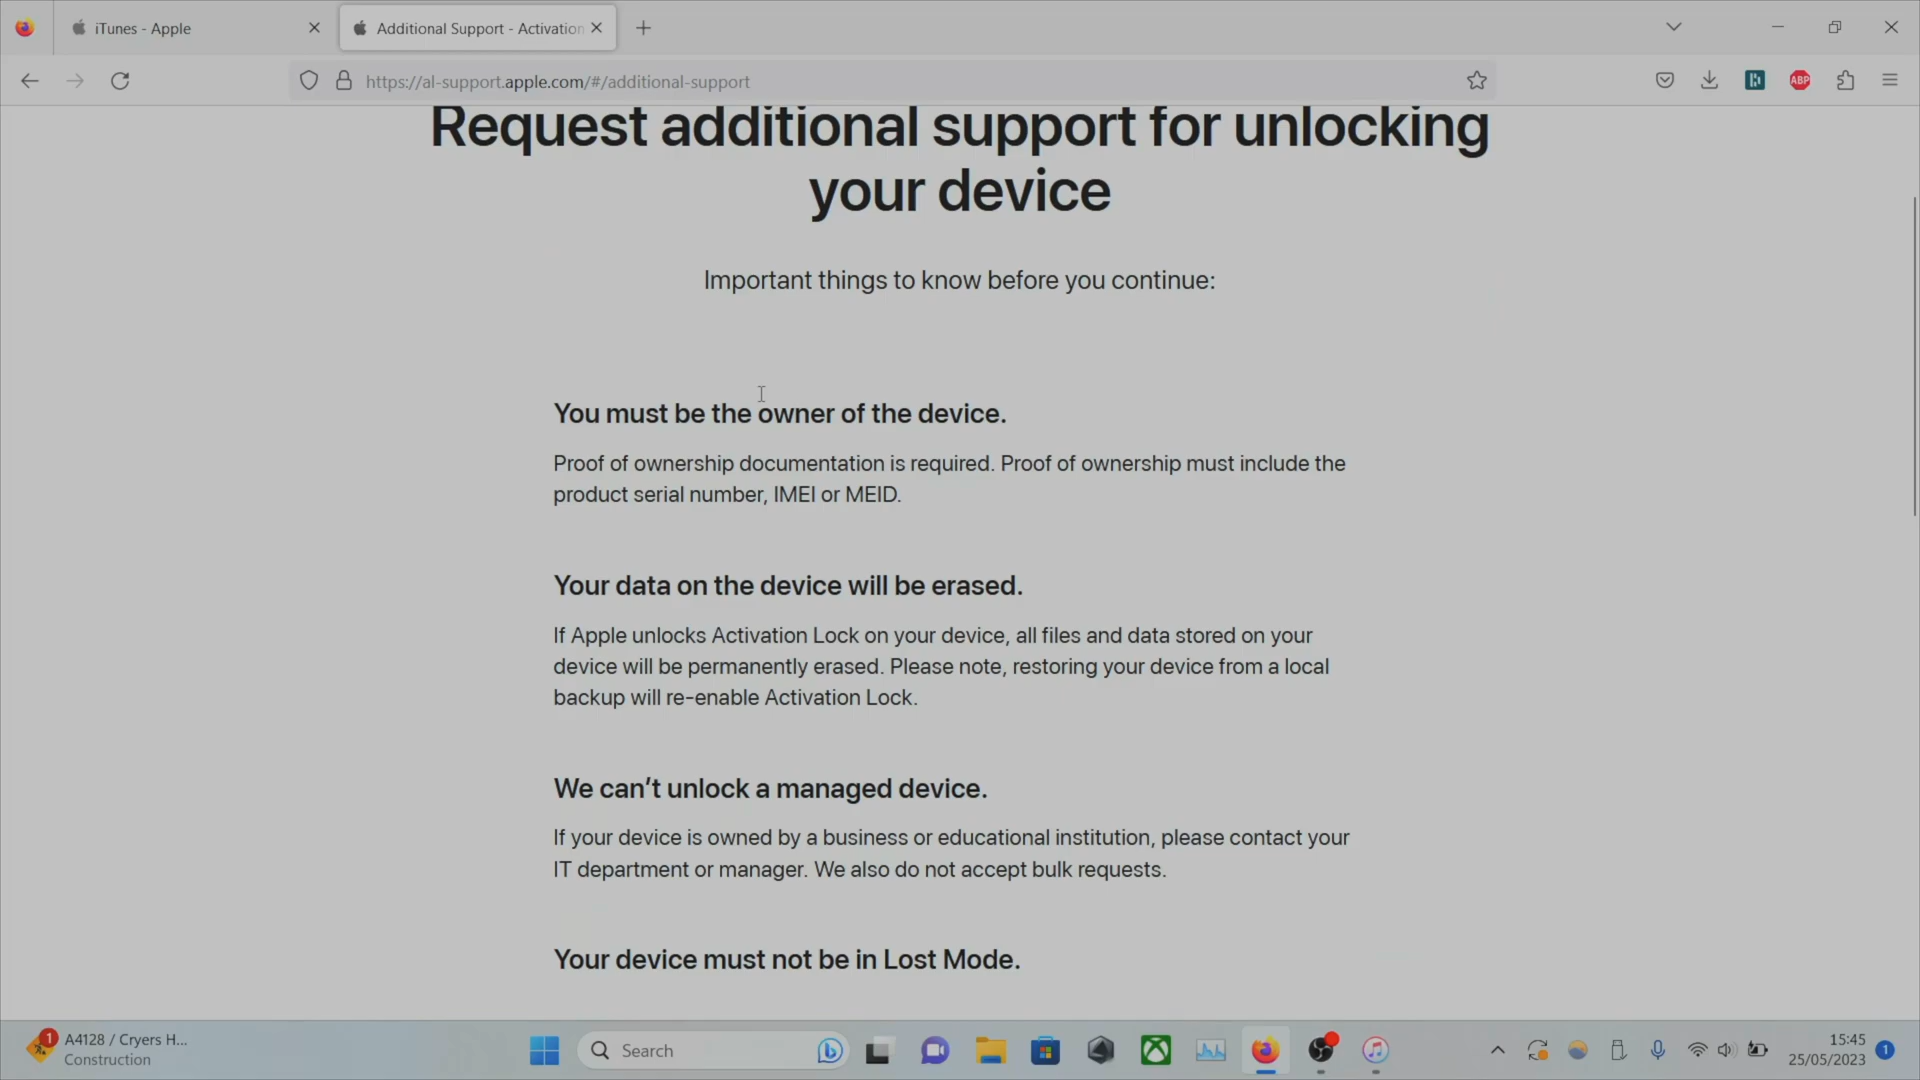 iTunes - Apple
Additional Support - Activation
https://al-support.apple.com/#/additional-support
ABP
Request additional support for unlocking
your device
Important things to know before you continue:
You must be the owner of the device.
Proof of ownership documentation is required. Proof of ownership must include the
product serial number, IMEI or MEID.
Your data on the device will be erased.
If Apple unlocks Activation Lock on your device, all files and data stored on your
device will be permanently erased. Please note, restoring your device from a local
backup will re-enable Activation Lock.
We can't unlock a managed device.
If your device is owned by a business or educational institution, please contact your
IT department or manager. We also do not accept bulk requests.
Your device must not be in Lost Mode.
1
A4128 / Cryers H...
Construction
Search
15:45
25/05/2023
1